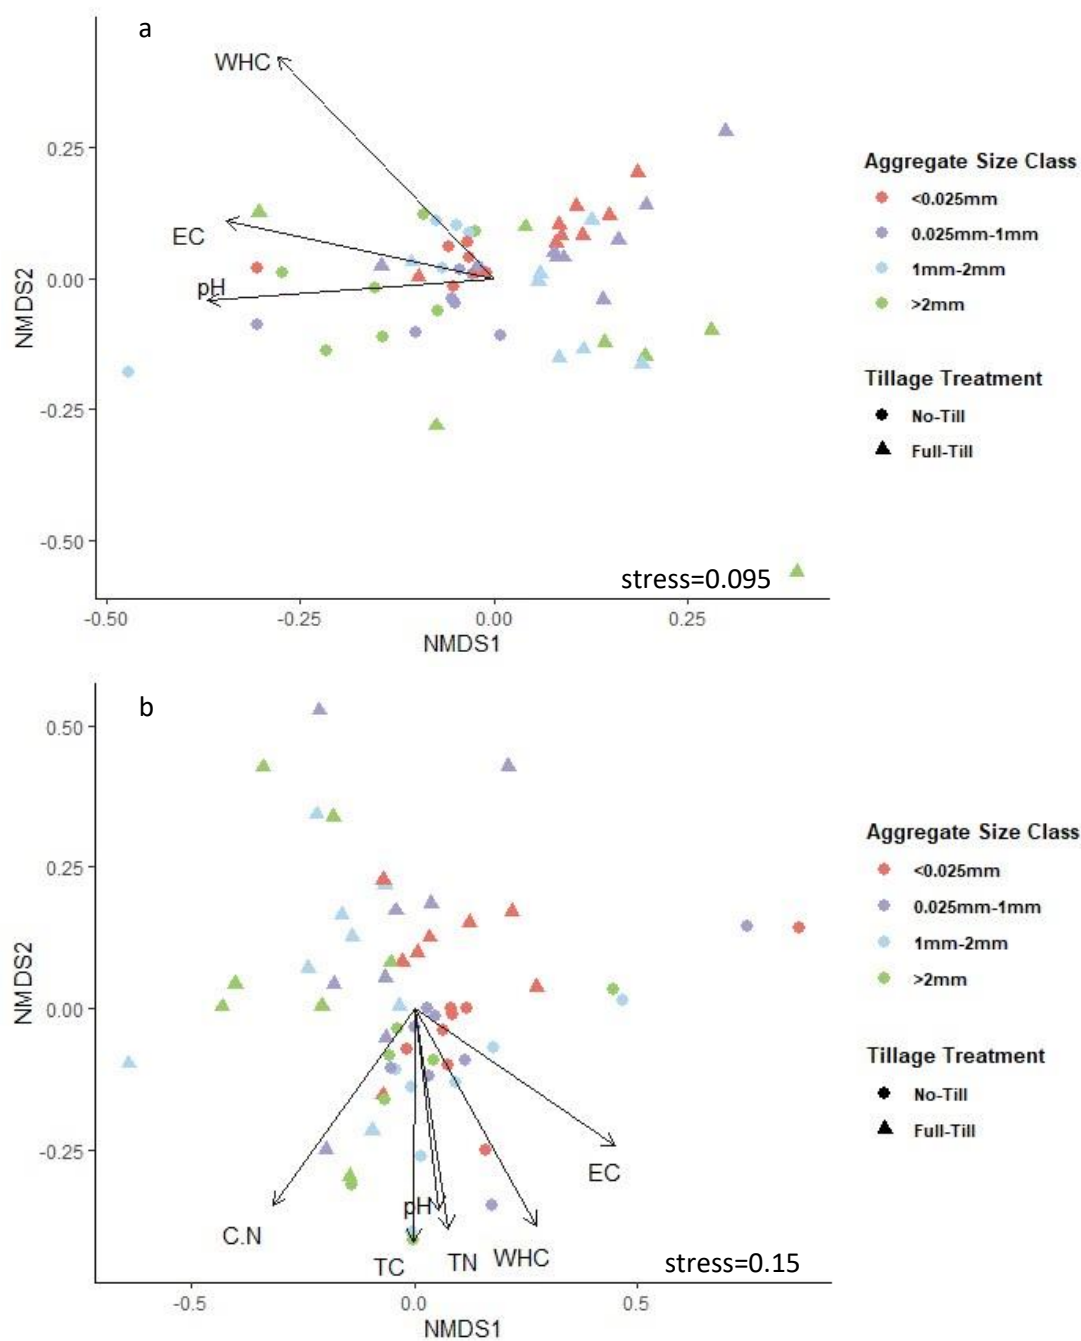 a
WHC
EC
pH
0.25
0.00
-0.25
-0.50
NMDS2
-0.50
-0.25
0.00
0.25
NMDS1
stress=0.095
Aggregate Size Class
<0.025mm
0.025mm-1mm
1mm-2mm
>2mm
Tillage Treatment
No-Till
Full-Till
b
0.50
0.25
0.00
-0.25
NMDS2
C.N
TC
pH
TN
WHC
EC
stress=0.15
-0.5
0.0
0.5
NMDS1
Aggregate Size Class
<0.025mm
0.025mm-1mm
1mm-2mm
>2mm
Tillage Treatment
No-Till
Full-Till